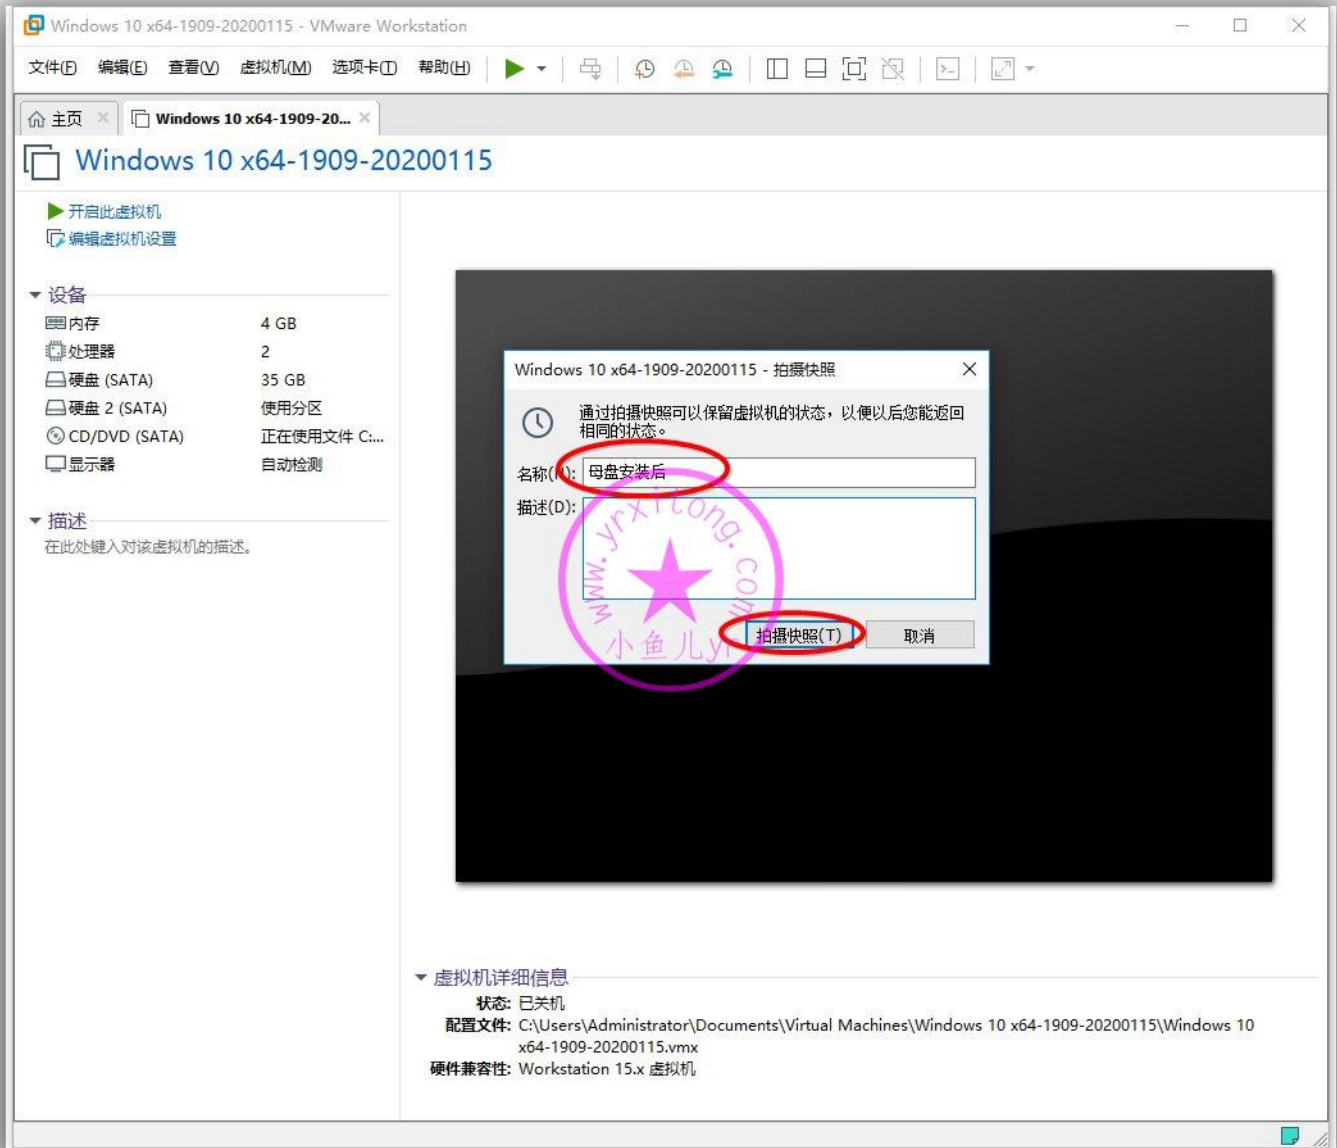 Windows 10 x64-1909-20200115 - VMware Workstation
文件(F) 编辑(E) 查看(V) 虚拟机(M) 选项卡(T) 帮助(H)
主页 Windows 10 x64-1909-20...
Windows 10 x64-1909-20200115
开启此虚拟机
编辑虚拟机设置
设备
内存 4 GB
处理器 2
硬盘 (SATA) 35 GB
硬盘 2 (SATA) 使用分区
CD/DVD (SATA) 正在使用文件 C:...
显示器 自动检测
描述
在此处键入对该虚拟机的描述。
Windows 10 x64-1909-20200115 - 拍摄快照
通过拍摄快照可以保留虚拟机的状态，以便以后您能返回
相同的状态。
名称(N): 母盘安装后
描述(D):
www.yrxitong.com
小鱼儿yr
拍摄快照(T) 取消
虚拟机详细信息
状态: 已关机
配置文件: C:\Users\Administrator\Documents\Virtual Machines\Windows 10 x64-1909-20200115\Windows 10
x64-1909-20200115.vmx
硬件兼容性: Workstation 15.x 虚拟机